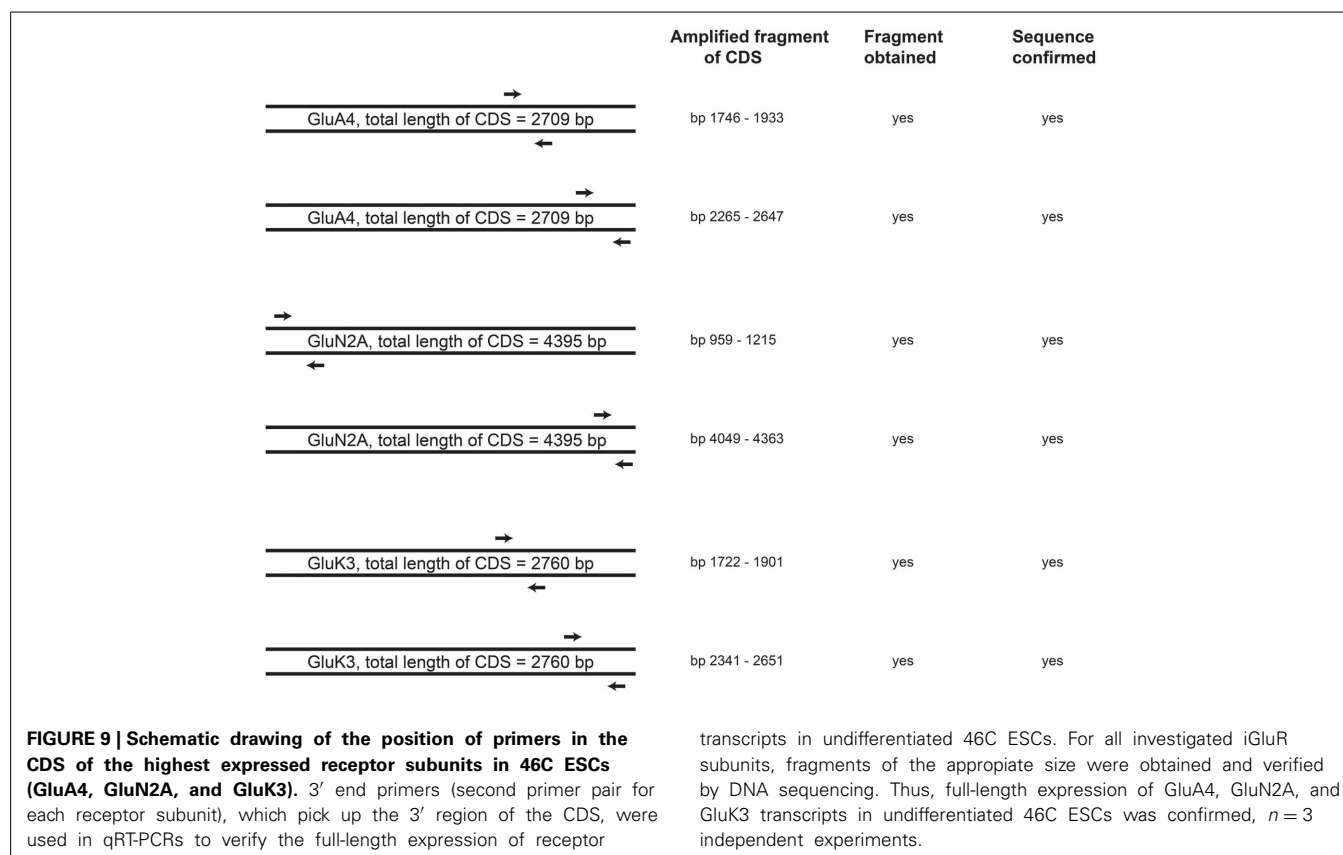 Amplified fragment of CDS Fragment obtained Sequence confirmed
GluA4, total length of CDS = 2709 bp bp 1746 - 1933 yes yes
GluA4, total length of CDS = 2709 bp bp 2265 - 2647 yes yes
GluN2A, total length of CDS = 4395 bp bp 959 - 1215 yes yes
GluN2A, total length of CDS = 4395 bp bp 4049 - 4363 yes yes
GluK3, total length of CDS = 2760 bp bp 1722 - 1901 yes yes
GluK3, total length of CDS = 2760 bp bp 2341 - 2651 yes yes
FIGURE 9 | Schematic drawing of the position of primers in the
CDS of the highest expressed receptor subunits in 46C ESCs
(GluA4, GluN2A, and GluK3). 3′ end primers (second primer pair for
each receptor subunit), which pick up the 3′ region of the CDS, were
used in qRT-PCRs to verify the full-length expression of receptor
transcripts in undifferentiated 46C ESCs. For all investigated iGluR
subunits, fragments of the appropiate size were obtained and verified
by DNA sequencing. Thus, full-length expression of GluA4, GluN2A, and
GluK3 transcripts in undifferentiated 46C ESCs was confirmed, n = 3
independent experiments.